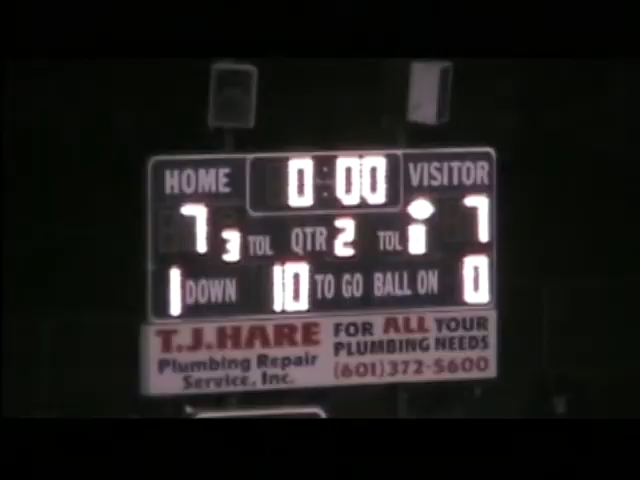 HOME 0:00 VISITOR
7 3 TOL QTR 2 TOL 7
1 DOWN 10 TO GO BALL ON 0
T.J.HARE FOR ALL YOUR
Plumbing Repair PLUMBING NEEDS
Service, Inc. (601)372-5600